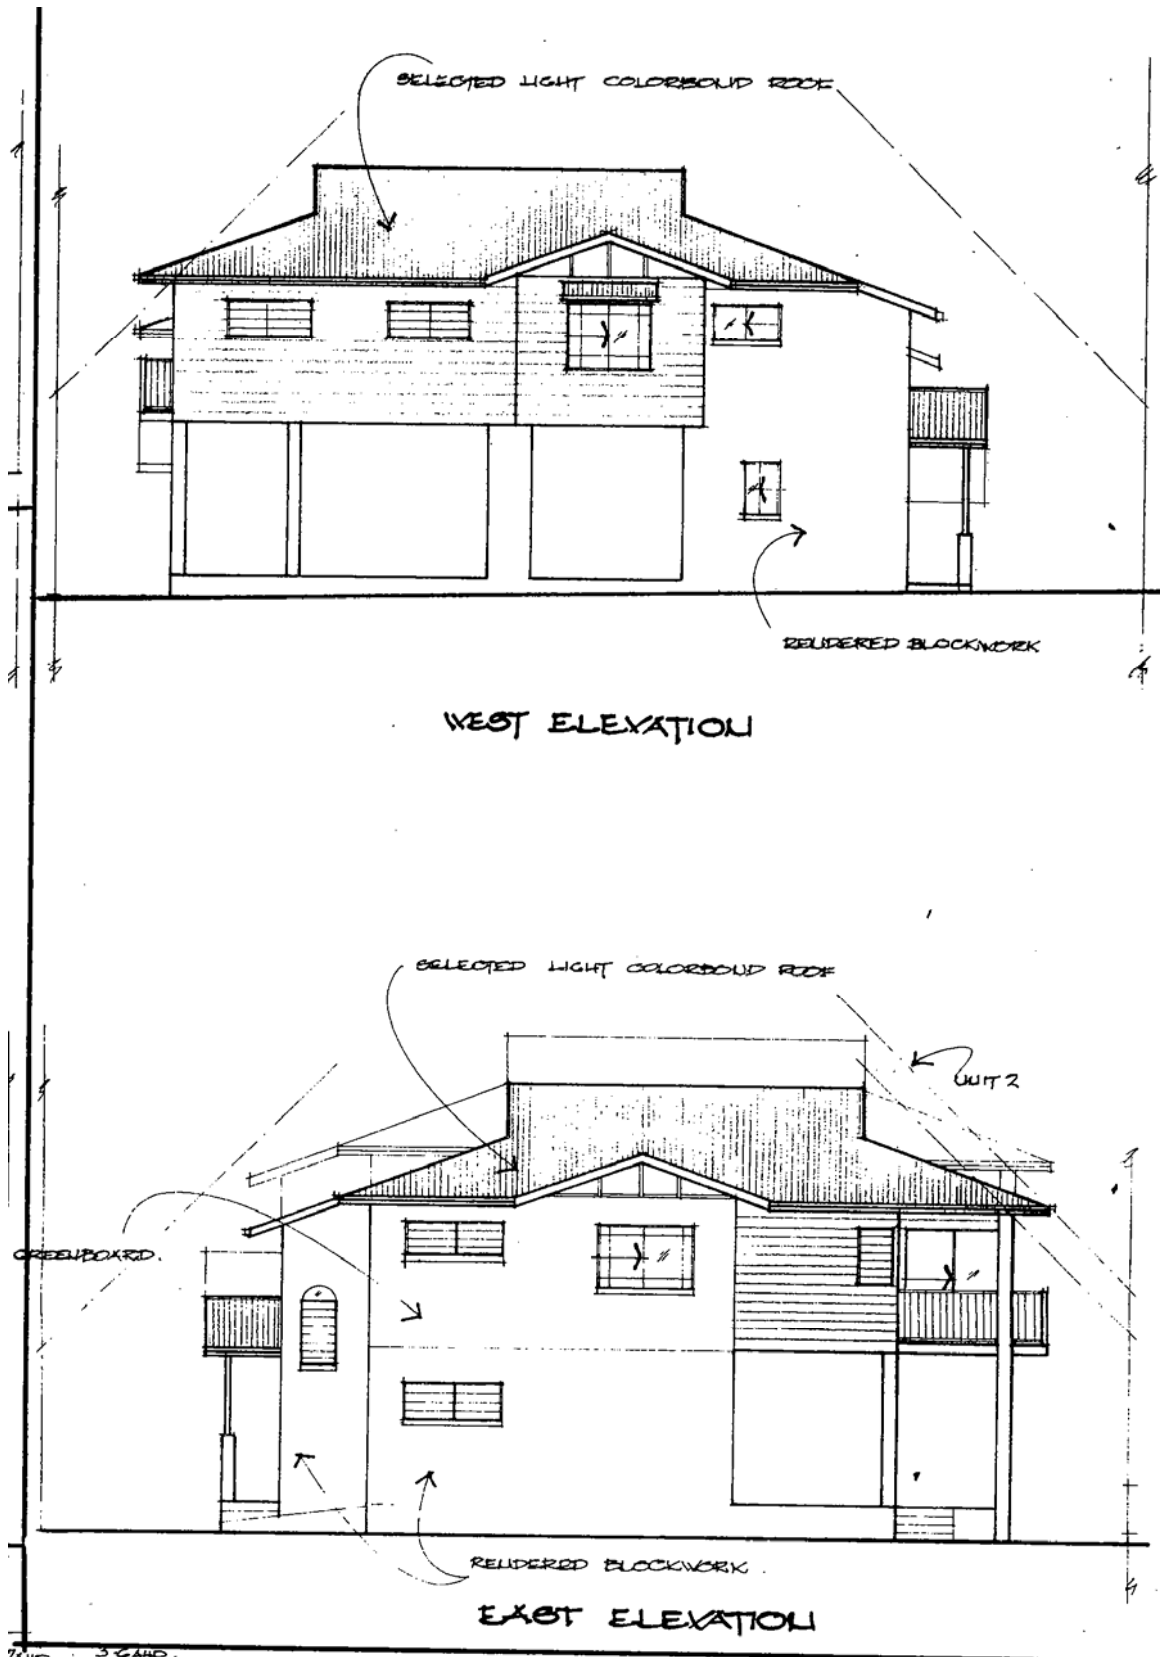 SELECTED LIGHT COLORBOND ROOF
RENDERED BLOCKWORK
WEST ELEVATION
SELECTED LIGHT COLORBOND ROOF
UNIT 2
GREENBOARD.
RENDERED BLOCKWORK.
EAST ELEVATION